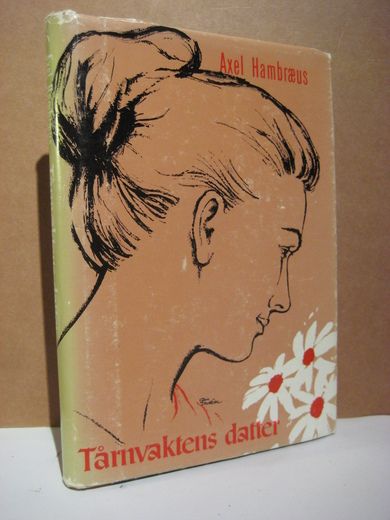 Axel Hambræus
Tårnvaktens datter